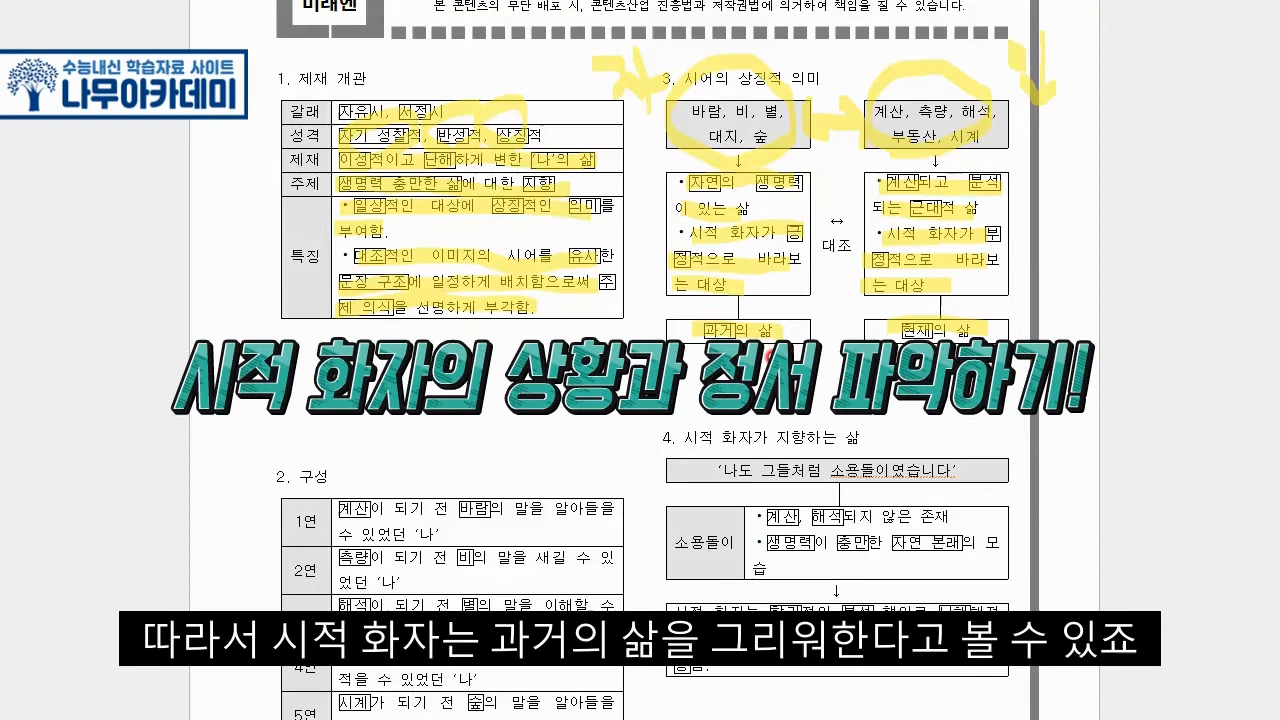 미래엔
본 콘텐츠의 무단 배포 시, 콘텐츠산업 진흥법과 저작권법에 의거하여 책임을 질 수 있습니다.
수능내신 학습자료 사이트
나무아카데미
1. 제재 개관
갈래 자유시, 서정시
성격 자기 성찰적, 반성적, 상징적
제재 이성적이고 난해하게 변한 '나'의 삶
주제 생명력 충만한 삶에 대한 지향
특징
·일상적인 대상에 상징적인 의미를
부여함.
·대조적인 이미지의 시어를 유사한
문장 구조에 일정하게 배치함으로써 주
제 의식을 선명하게 부각함.
3. 시어의 상징적 의미
바람, 비, 별,
대지, 숲
↓
·자연의 생명력
이 있는 삶
·시적 화자가 긍
정적으로 바라보
는 대상
과거의 삶
↔
대조
계산, 측량, 해석,
부동산, 시계
↓
·계산되고 분석
되는 근대적 삶
·시적 화자가 부
정적으로 바라보
는 대상
현재의 삶
시적 화자의 상황과 정서 파악하기!
2. 구성
1연 계산이 되기 전 바람의 말을 알아들을
수 있었던 '나'
2연 측량이 되기 전 비의 말을 새길 수 있
었던 '나'
해석이 되기 전 별의 말을 이해할 수
4연
적을 수 있었던 '나'
5연 시계가 되기 전 숲의 말을 알아들을
4. 시적 화자가 지향하는 삶
'나도 그들처럼 소용돌이였습니다'
소용돌이
·계산, 해석되지 않은 존재
·생명력이 충만한 자연 본래의 모
습
↓
따라서 시적 화자는 과거의 삶을 그리워한다고 볼 수 있죠